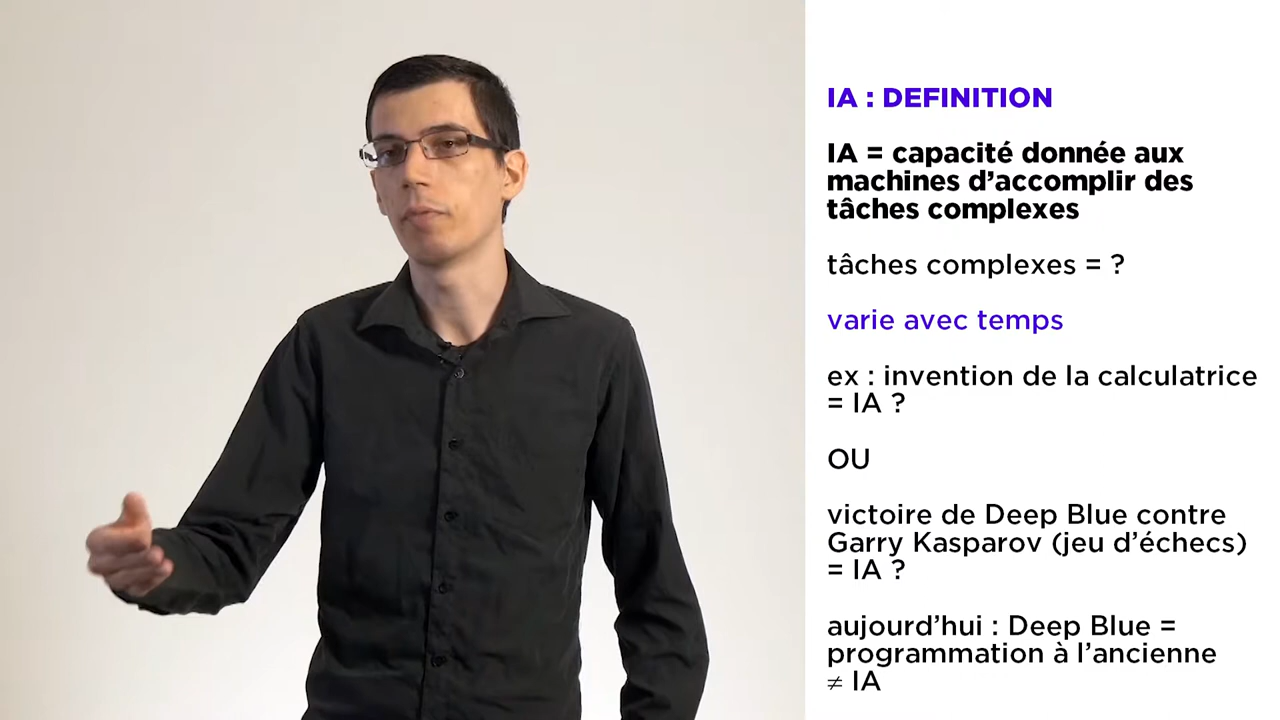 IA : DEFINITION
IA = capacité donnée aux
machines d’accomplir des
tâches complexes
tâches complexes = ?
varie avec temps
ex : invention de la calculatrice
= IA ?
OU
victoire de Deep Blue contre
Garry Kasparov (jeu d’échecs)
= IA ?
aujourd’hui : Deep Blue =
programmation à l’ancienne
≠ IA